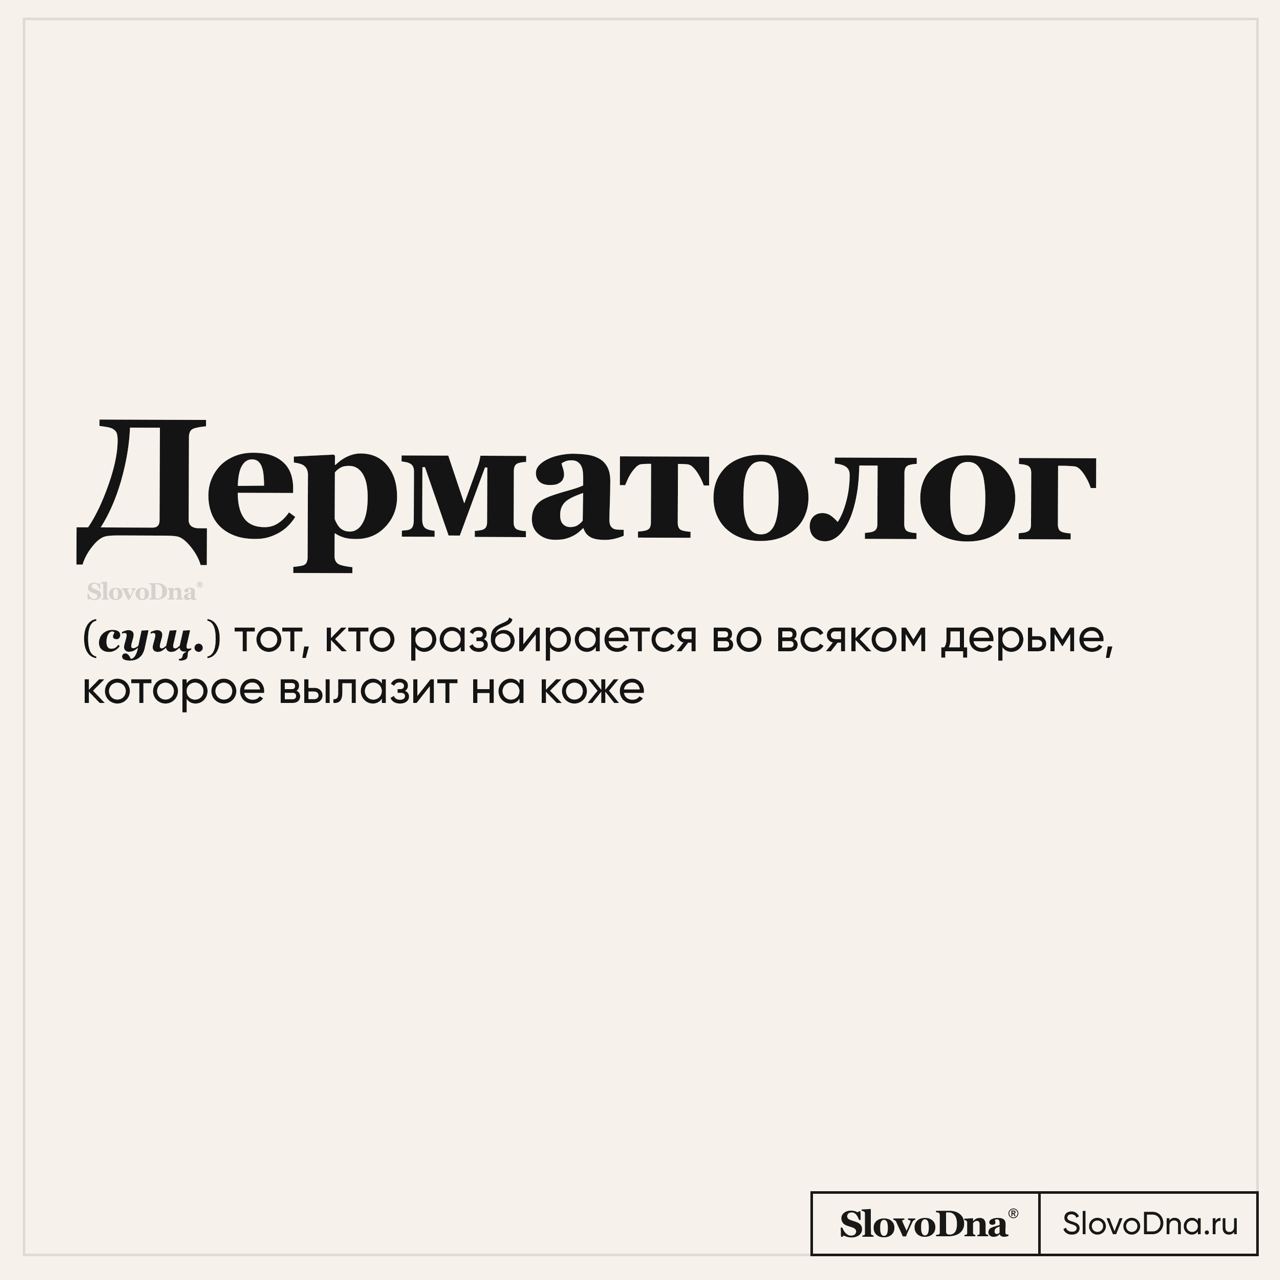 Дерматолог
SlovoDna®
(сущ.) тот, кто разбирается во всяком дерьме,
которое вылазит на коже
SlovoDna® SlovoDna.ru